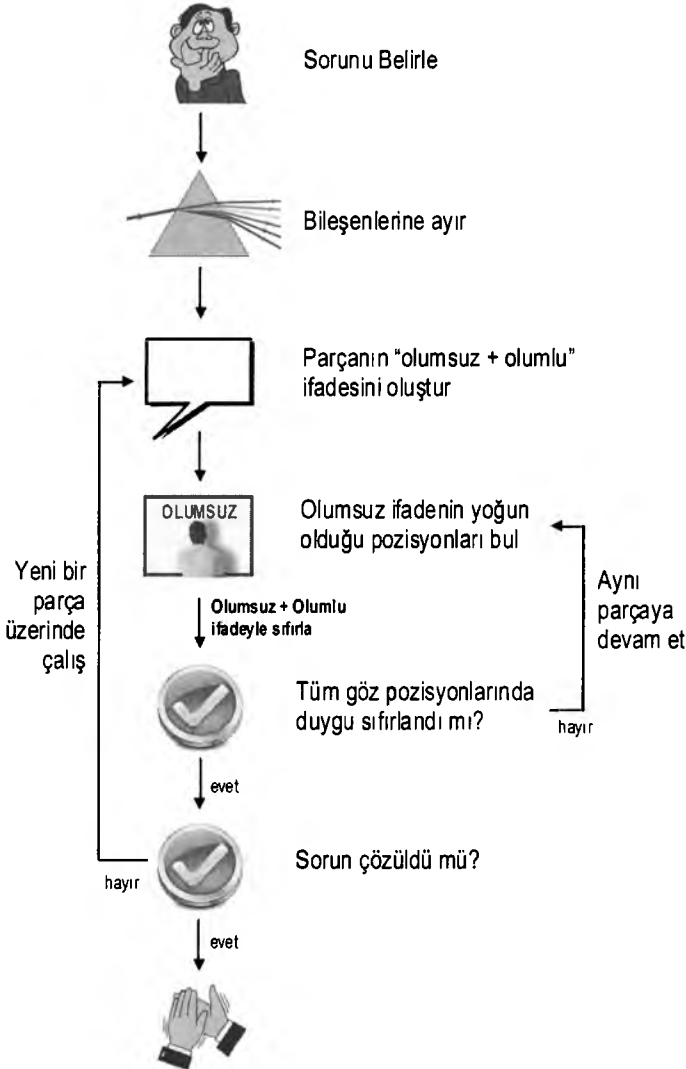 Sorunu Belirle
Bileşenlerine ayır
Parçanın “olumsuz + olumlu”
ifadesini oluştur
OLUMSUZ
Olumsuz ifadenin yoğun
olduğu pozisyonları bul
Yeni bir
parça
üzerinde
çalış
Aynı
parçaya
devam et
Olumsuz + Olumlu
ifadeyle sıfırla
Tüm göz pozisyonlarında
duygu sıfırlandı mı?
hayır
evet
Sorun çözüldü mü?
hayır
evet